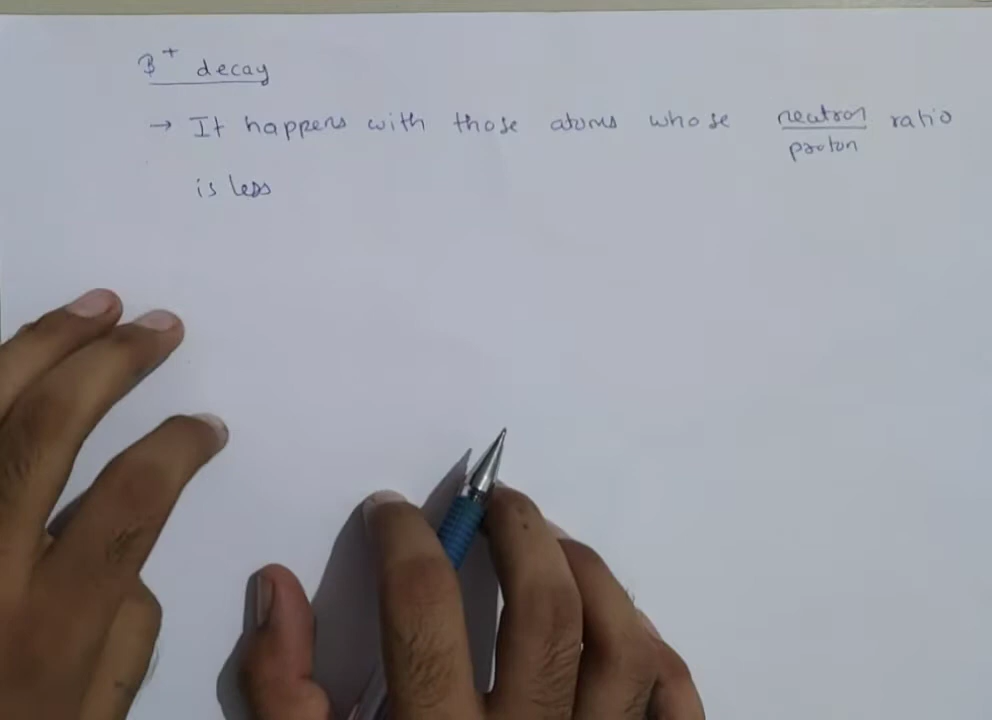 β⁺ decay
→ It happens with those atoms whose neutron/proton ratio
is less